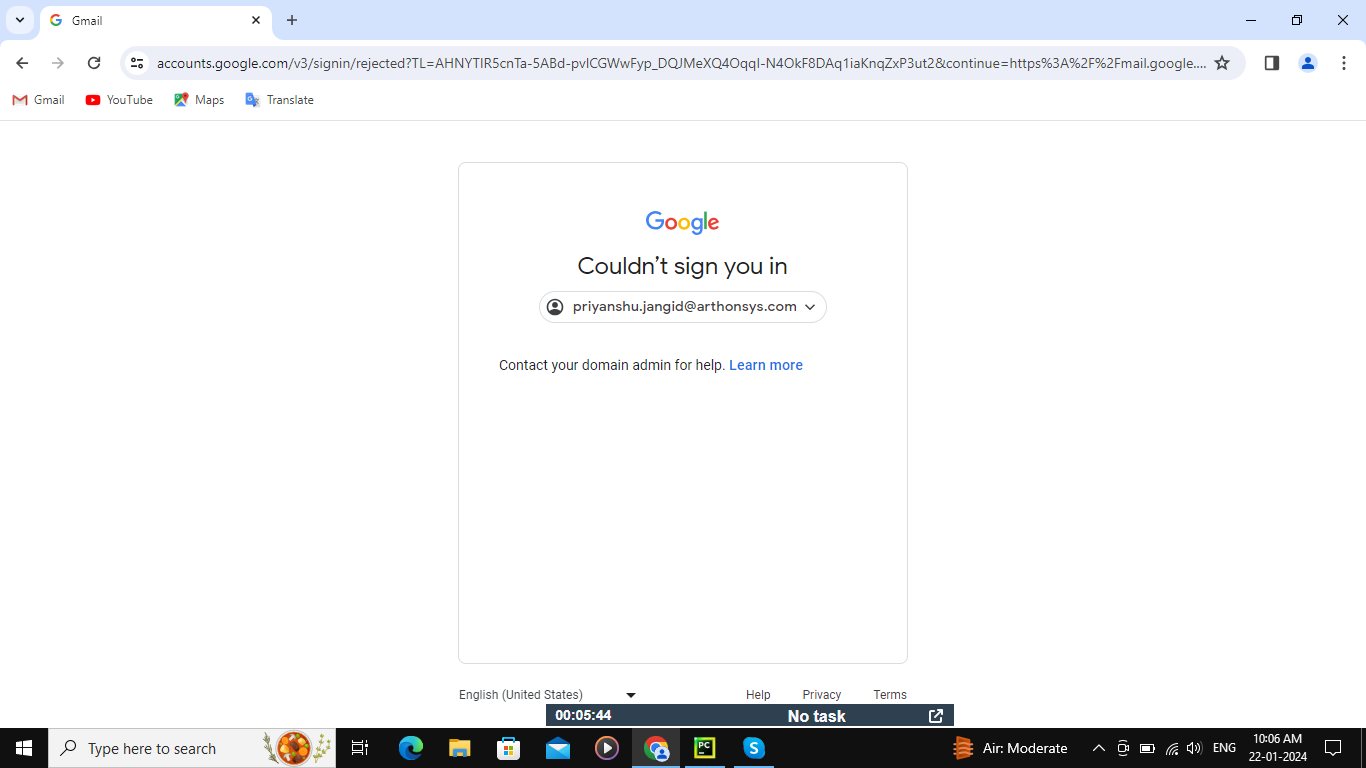 Gmail
accounts.google.com/v3/signin/rejected?TL=AHNYTIR5cnTa-5ABd-pvICGWwFyp_DQJMeXQ4OqqI-N4OkF8DAq1iaKnqZxP3ut2&continue=https%3A%2F%2Fmail.google....
Gmail YouTube Maps Translate
Google
Couldn't sign you in
priyanshu.jangid@arthonsys.com
Contact your domain admin for help. Learn more
English (United States) Help Privacy Terms
00:05:44 No task
Type here to search
PC
S
Air: Moderate
ENG
10:06 AM
22-01-2024